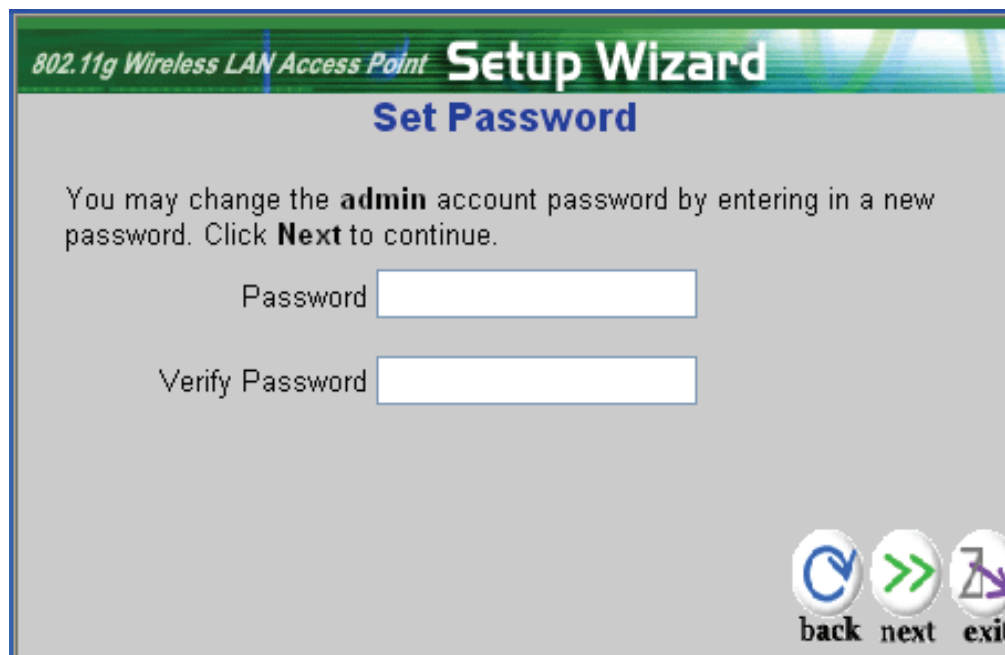 802.11g Wireless LAN Access Point Setup Wizard
Set Password
You may change the admin account password by entering in a new
password. Click Next to continue.
Password
Verify Password
back next exit